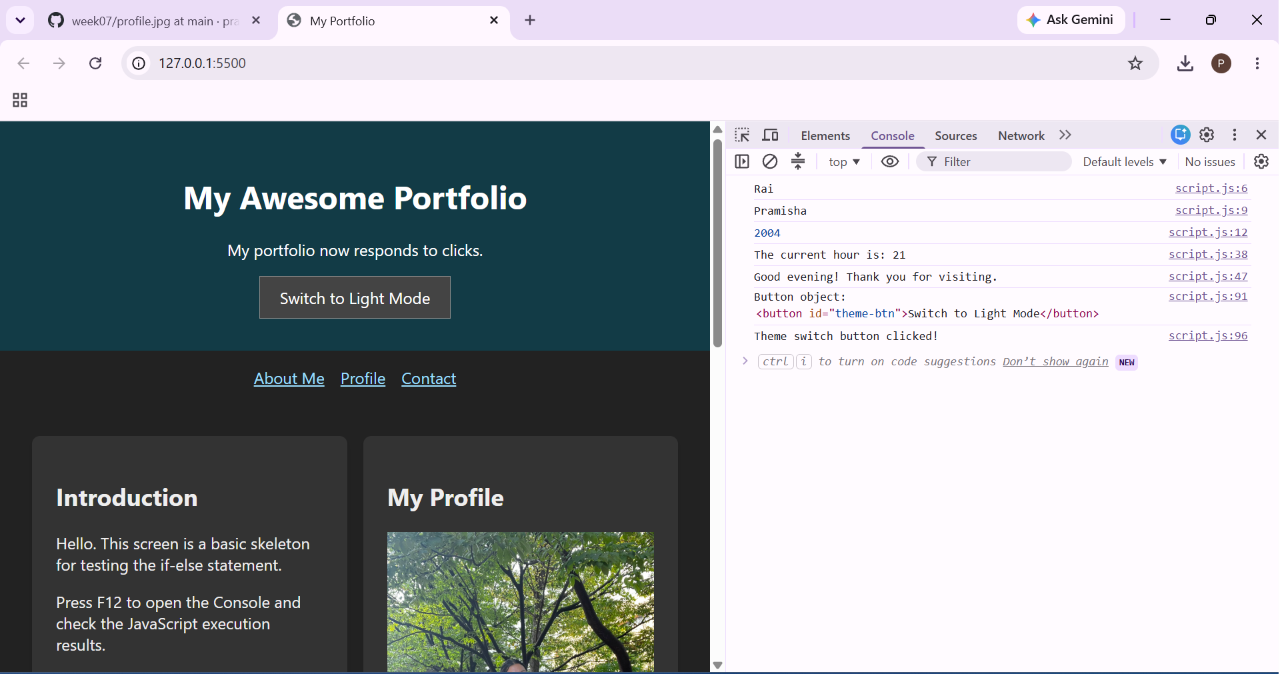 week07/profile.jpg at main · pra
My Portfolio
Ask Gemini
127.0.0.1:5500
P
My Awesome Portfolio
My portfolio now responds to clicks.
Switch to Light Mode
About Me Profile Contact
Introduction
Hello. This screen is a basic skeleton
for testing the if-else statement.
Press F12 to open the Console and
check the JavaScript execution
results.
My Profile
Elements Console Sources Network
top Filter Default levels No issues
Rai script.js:6
Pramisha script.js:9
2004 script.js:12
The current hour is: 21 script.js:38
Good evening! Thank you for visiting. script.js:47
Button object: script.js:91
<button id="theme-btn">Switch to Light Mode</button>
Theme switch button clicked! script.js:96
ctrl i to turn on code suggestions Don't show again NEW